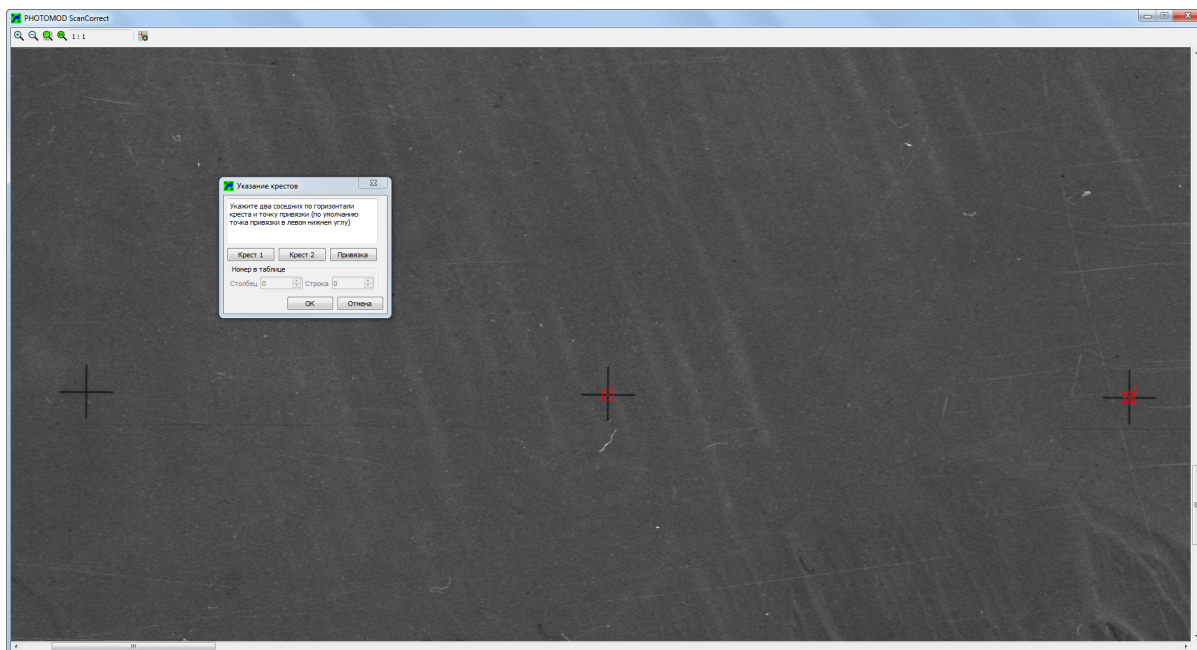 PHOTOMOD ScanCorrect
1:1
Указание крестов
Укажите два соседних по горизонтали
креста и точку привязки (по умолчанию
точка привязки в левом нижнем углу)
Крест 1 Крест 2 Привязка
Номер в таблице
Столбец 0 Строка 0
OK Отмена